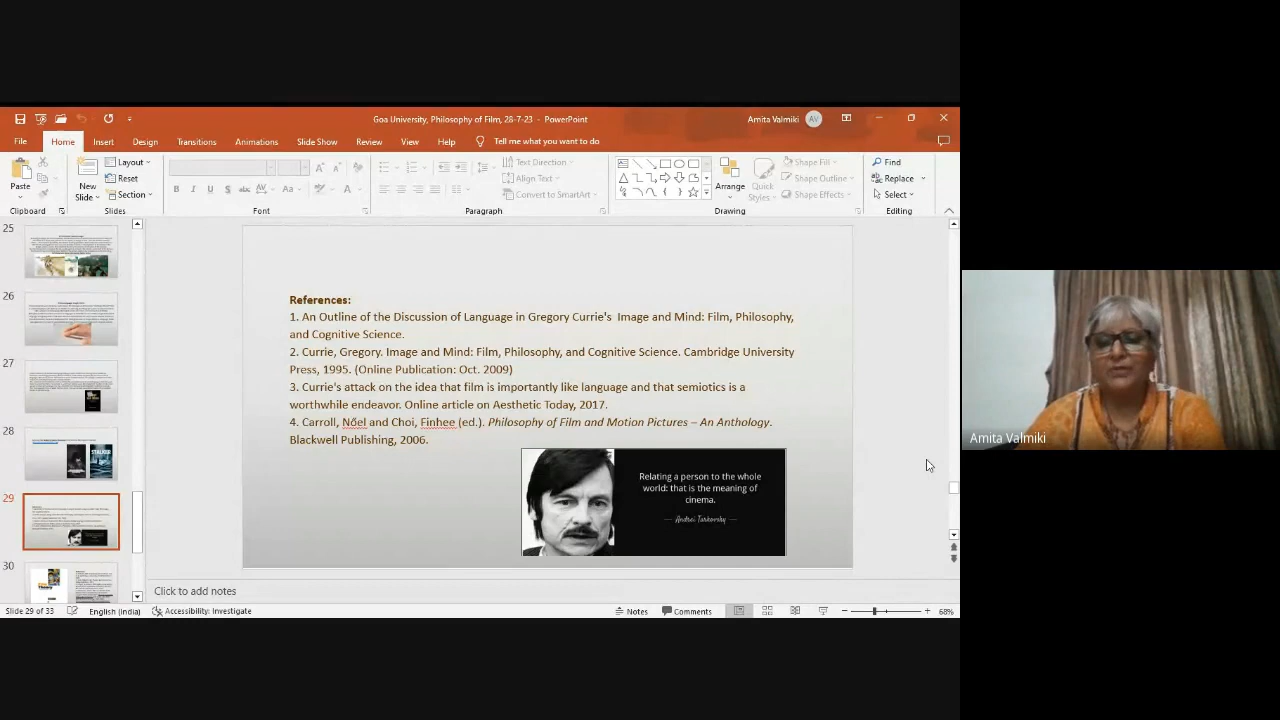 Goa University, Philosophy of Film, 28-7-23 - PowerPoint
Amita Valmiki
AV
File
Home
Insert
Design
Transitions
Animations
Slide Show
Review
View
Help
Tell me what you want to do
Paste
New
Slide
Layout
Reset
Section
Text Direction
Align Text
Convert to SmartArt
Arrange
Quick
Styles
Shape Fill
Shape Outline
Shape Effects
Find
Replace
Select
Clipboard
Slides
Font
Paragraph
Drawing
Editing
25
26
27
28
STALKER
29
30
References:
1. An Outline of the Discussion of Language in Gregory Currie's Image and Mind: Film, Philosophy,
and Cognitive Science.
2. Currie, Gregory. Image and Mind: Film, Philosophy, and Cognitive Science. Cambridge University
Press, 1995. (Online Publication: Oct. 2009)
3. Currie's attack on the idea that film is importantly like language and that semiotics is a
worthwhile endeavor. Online article on Aesthetic Today, 2017.
4. Carroll, Nőel and Choi, Finhee (ed.). Philosophy of Film and Motion Pictures – An Anthology.
Blackwell Publishing, 2006.
Relating a person to the whole
world: that is the meaning of
cinema.
— Andrei Tarkovsky —
Click to add notes
Slide 29 of 33
English (India)
Accessibility: Investigate
Notes
Comments
68%
Amita Valmiki